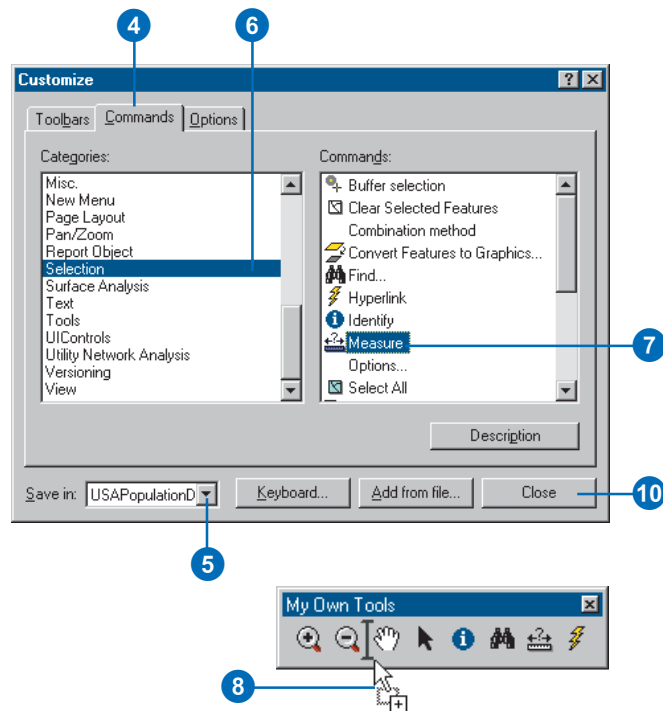 4
6
Customize
Toolbars
Commands
Options
Categories:
Commands:
Misc.
New Menu
Page Layout
Pan/Zoom
Report Object
Selection
Surface Analysis
Text
Tools
UIControls
Utility Network Analysis
Versioning
View
Buffer selection
Clear Selected Features
Combination method
Convert Features to Graphics...
Find...
Hyperlink
Identify
Measure
Options...
Select All
7
Description
Save in:
USAPopulationD
Keyboard...
Add from file...
Close
10
5
My Own Tools
8